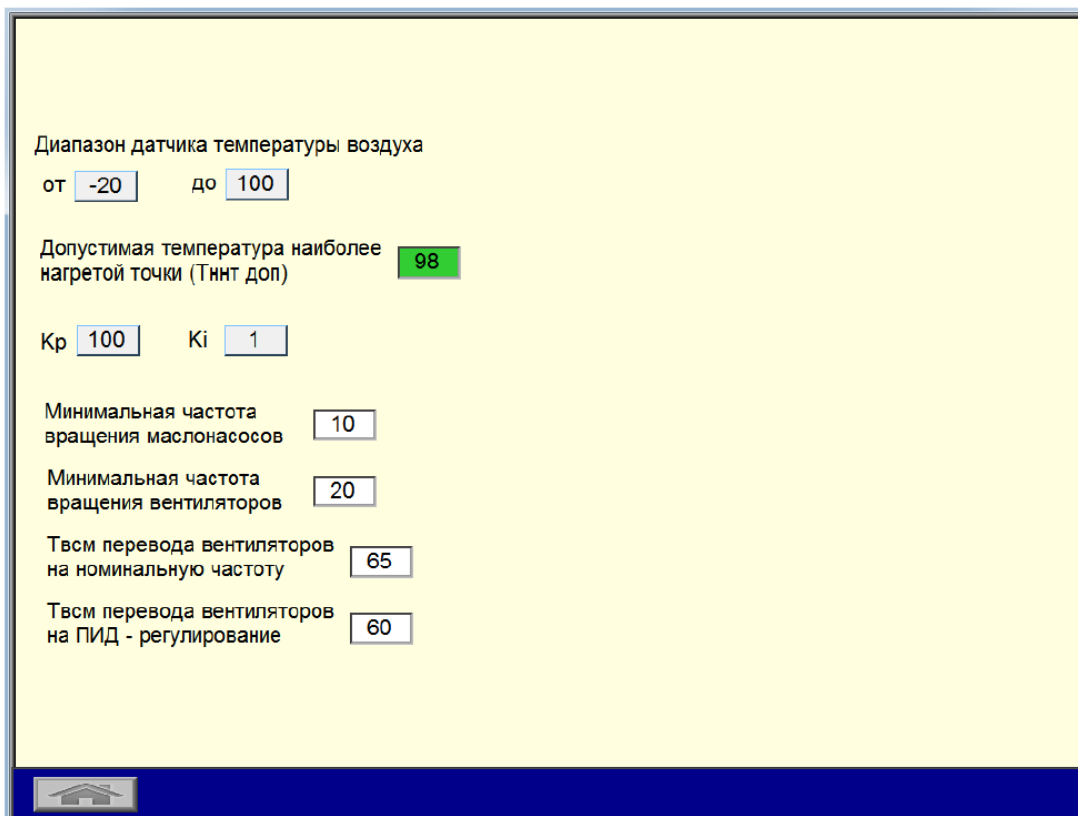 Диапазон датчика температуры воздуха
от -20 до 100
Допустимая температура наиболее 98
нагретой точки (Тннт доп)
Кр 100 Ki 1
Минимальная частота
вращения маслонасосов 10
Минимальная частота
вращения вентиляторов 20
Твсм перевода вентиляторов
на номинальную частоту 65
Твсм перевода вентиляторов
на ПИД - регулирование 60